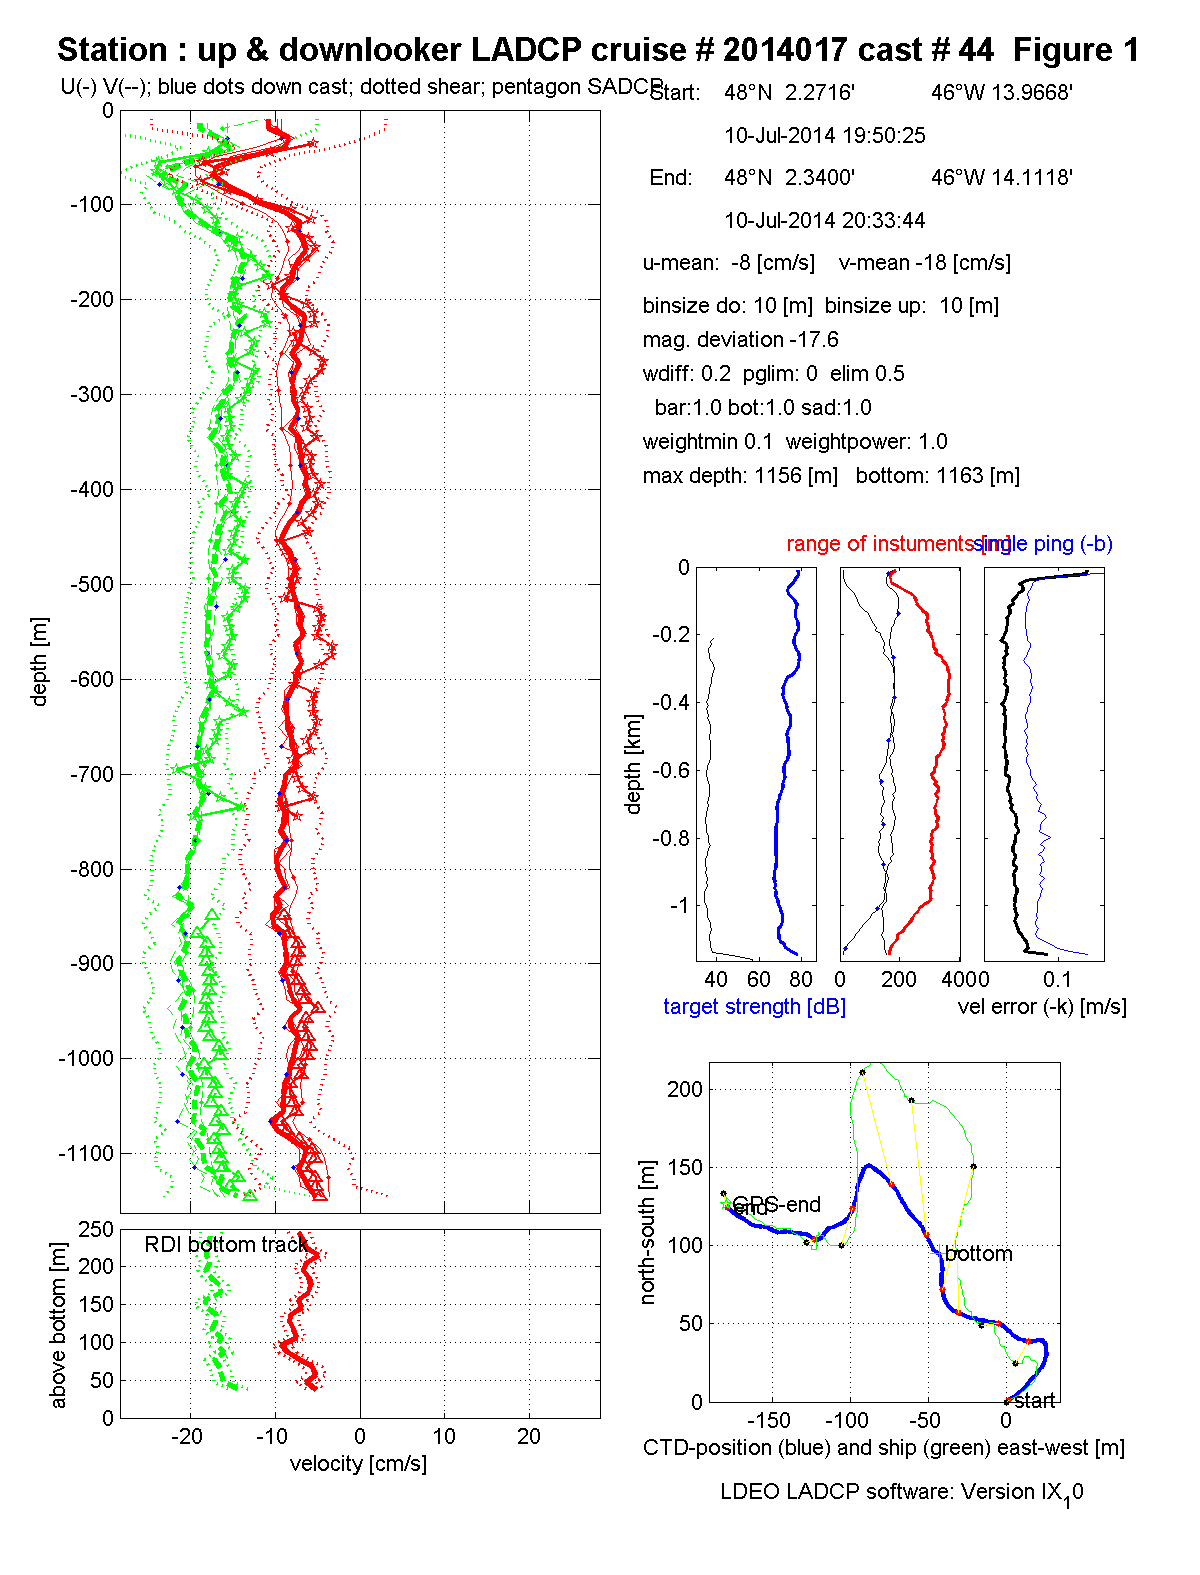 Station : up & downlooker LADCP cruise # 2014017 cast # 44 Figure 1
U(-) V(--); blue dots down cast; dotted shear; pentagon SADCP
Start: 48°N 2.2716' 46°W 13.9668'
10-Jul-2014 19:50:25
End: 48°N 2.3400' 46°W 14.1118'
10-Jul-2014 20:33:44
u-mean: -8 [cm/s] v-mean -18 [cm/s]
binsize do: 10 [m] binsize up: 10 [m]
mag. deviation -17.6
wdiff: 0.2 pglim: 0 elim 0.5
bar:1.0 bot:1.0 sad:1.0
weightmin 0.1 weightpower: 1.0
max depth: 1156 [m] bottom: 1163 [m]
0
-100
-200
-300
-400
-500
-600
-700
-800
-900
-1000
-1100
depth [m]
RDI bottom track
250
200
150
100
50
0
above bottom [m]
-20 -10 0 10 20
velocity [cm/s]
range of instuments [m]
single ping (-b)
0
-0.2
-0.4
-0.6
-0.8
-1
depth [km]
40 60 80
0 200 400
0 0.1
target strength [dB]
vel error (-k) [m/s]
200
150
100
50
0
north-south [m]
GPS-end
end
bottom
start
-150 -100 -50 0
CTD-position (blue) and ship (green) east-west [m]
LDEO LADCP software: Version IX10